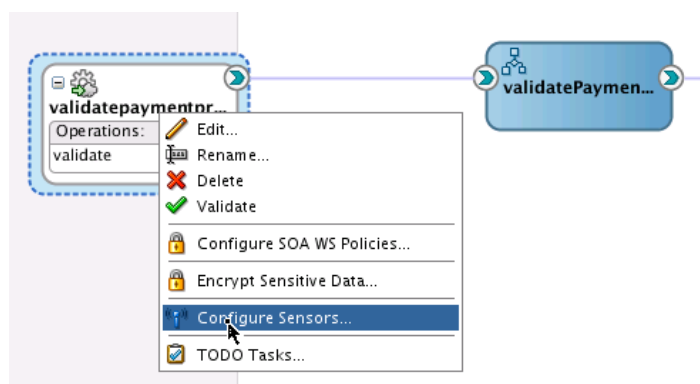 validatepaymentpr...
Operations:
validate
validatePaymen...
Edit...
Rename...
Delete
Validate
Configure SOA WS Policies...
Encrypt Sensitive Data...
Configure Sensors...
TODO Tasks...